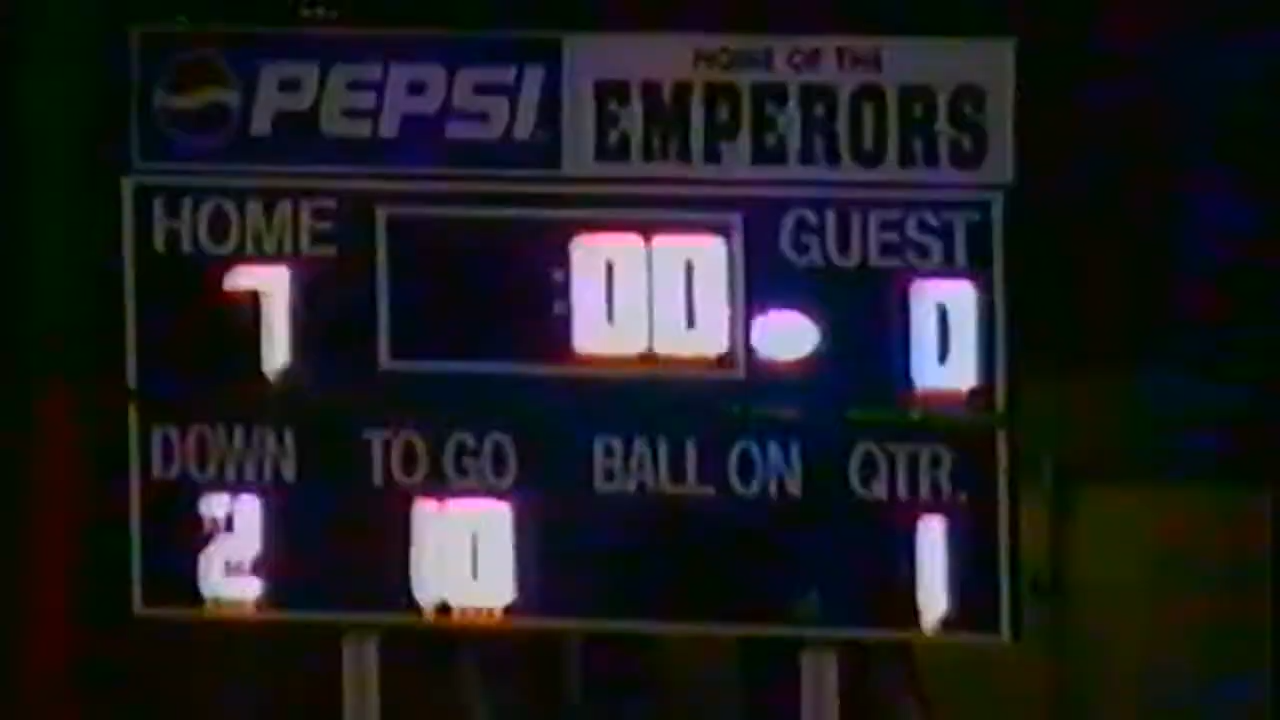 PEPSI
HOME OF THE
EMPERORS
HOME
GUEST
7
:00
0
DOWN
TO GO
BALL ON
QTR.
2
10
1